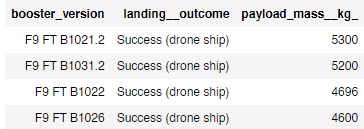 booster_version landing__outcome payload_mass__kg_
F9 FT B1021.2 Success (drone ship) 5300
F9 FT B1031.2 Success (drone ship) 5200
F9 FT B1022 Success (drone ship) 4696
F9 FT B1026 Success (drone ship) 4600